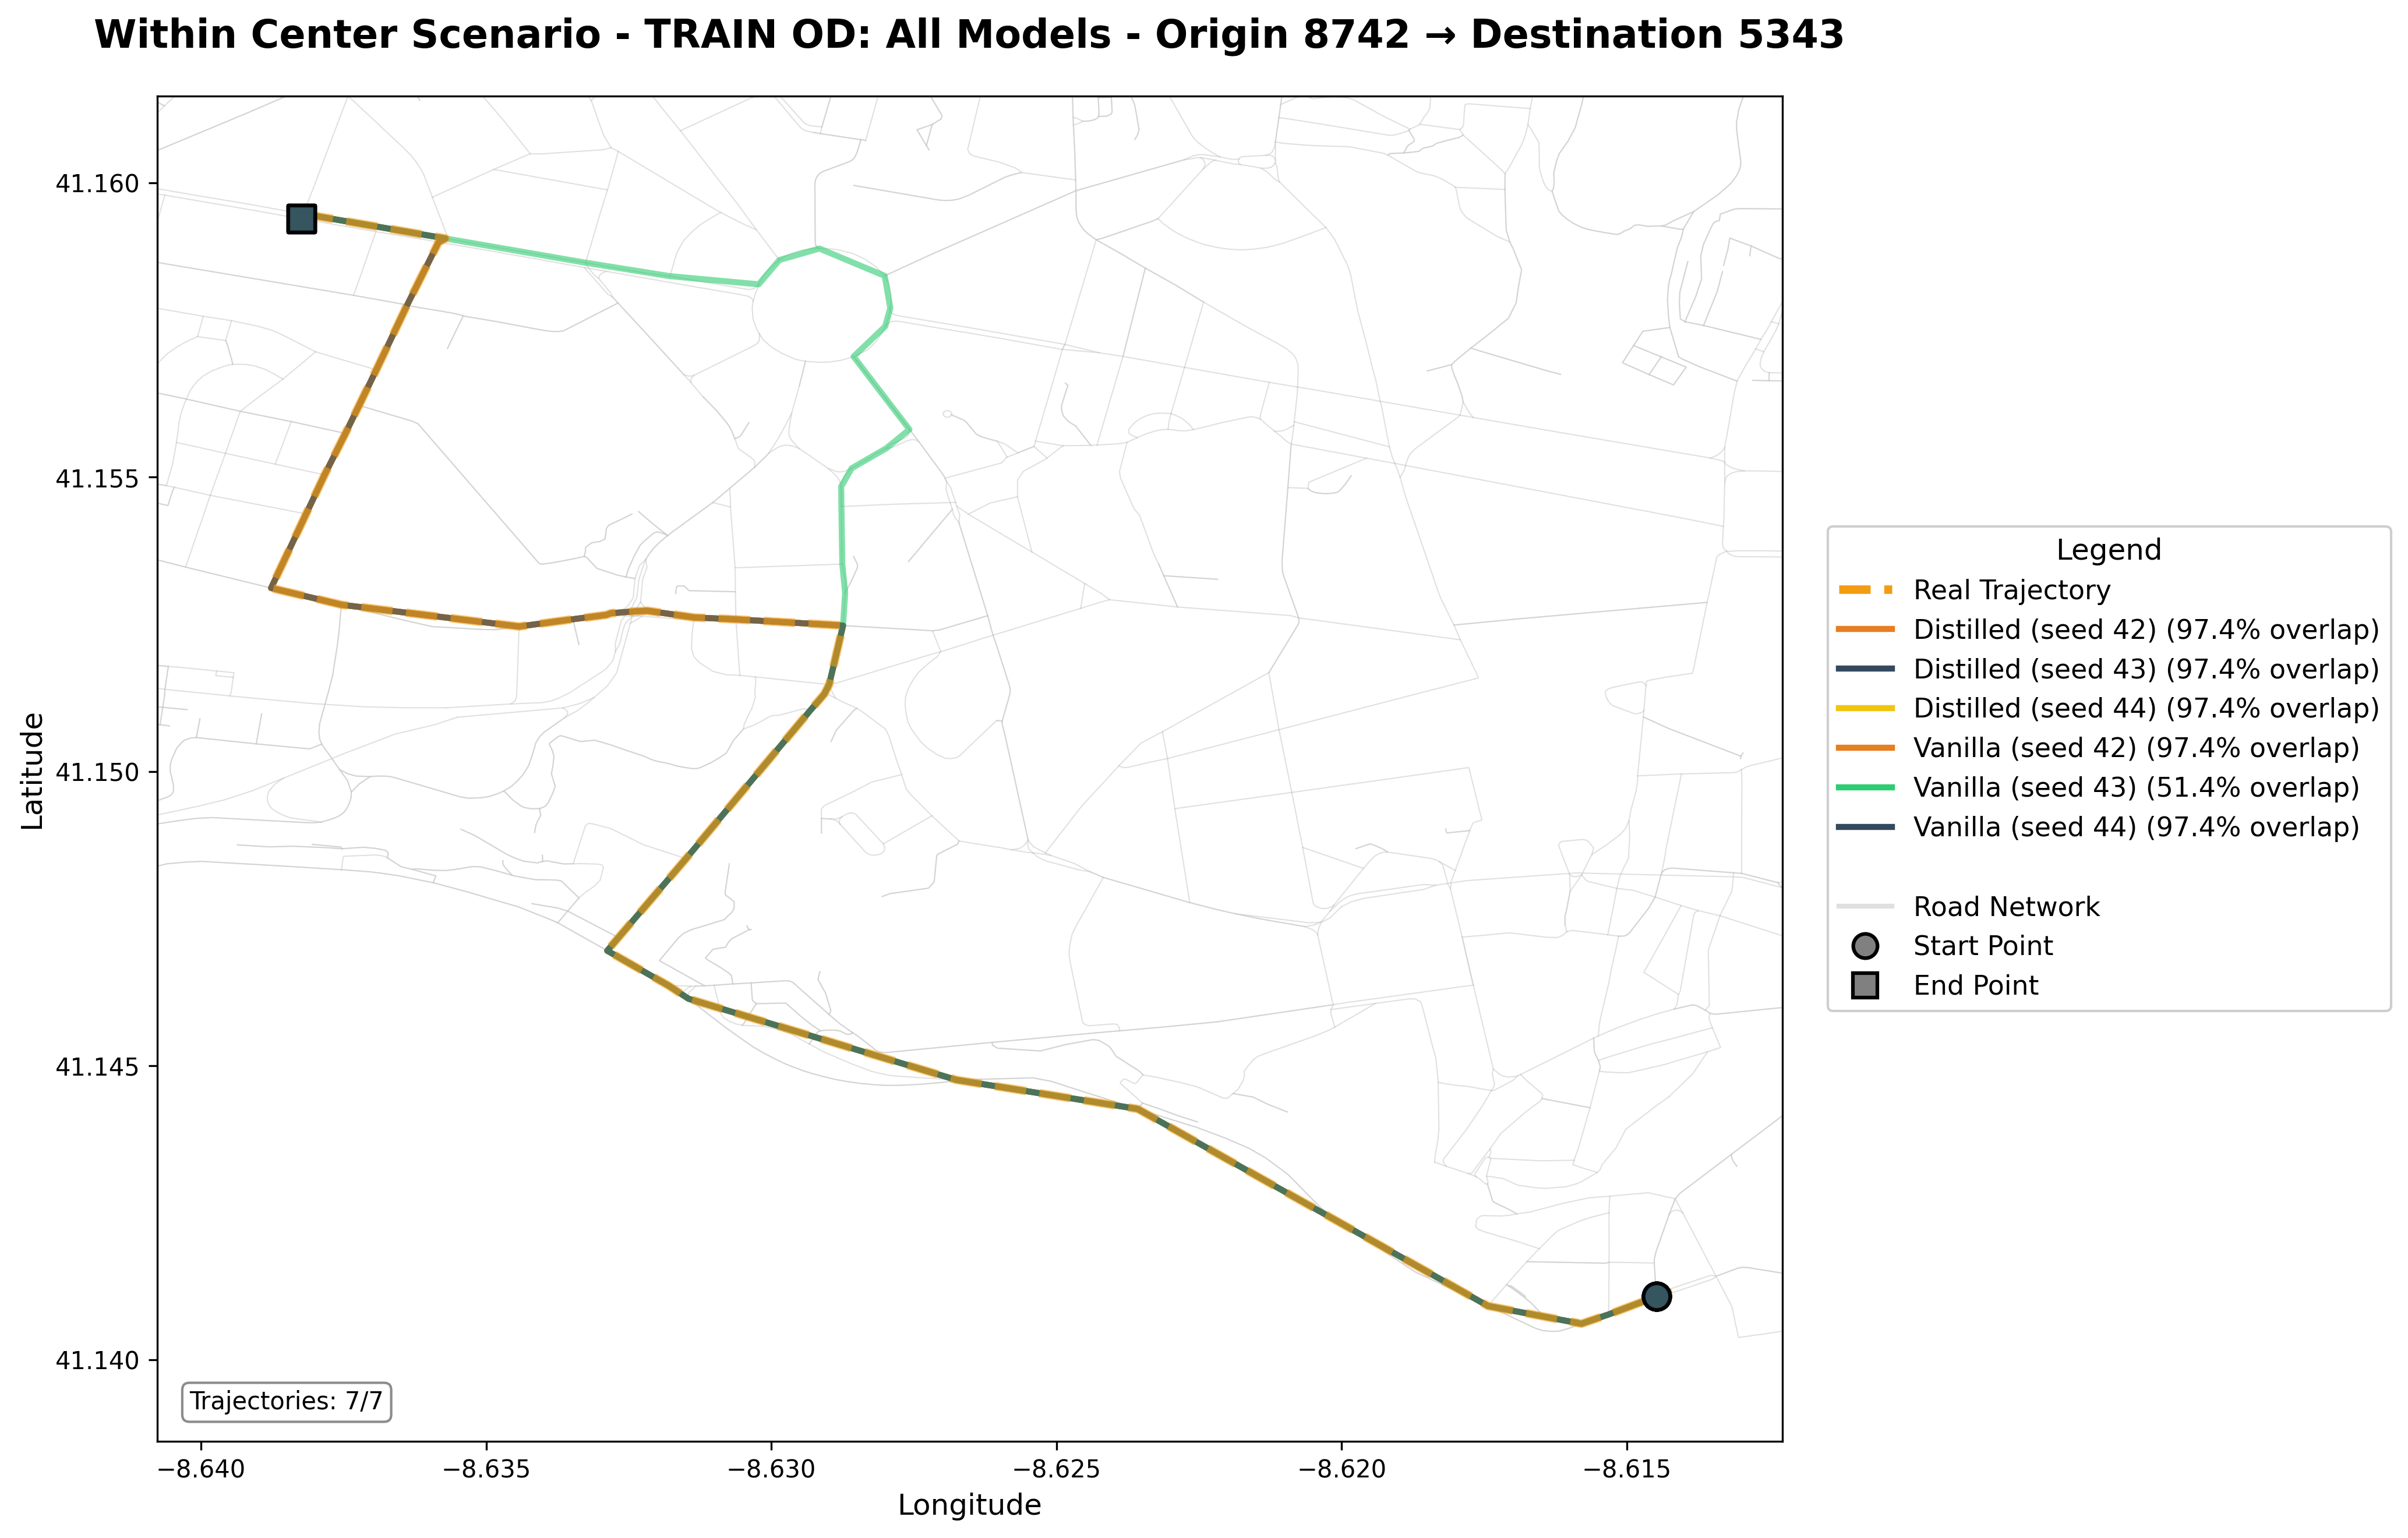 Within Center Scenario - TRAIN OD: All Models - Origin 8742 → Destination 5343
Latitude
41.160
41.155
41.150
41.145
41.140
Trajectories: 7/7
−8.640
−8.635
−8.630
−8.625
−8.620
−8.615
Longitude
Legend
Real Trajectory
Distilled (seed 42) (97.4% overlap)
Distilled (seed 43) (97.4% overlap)
Distilled (seed 44) (97.4% overlap)
Vanilla (seed 42) (97.4% overlap)
Vanilla (seed 43) (51.4% overlap)
Vanilla (seed 44) (97.4% overlap)
Road Network
Start Point
End Point